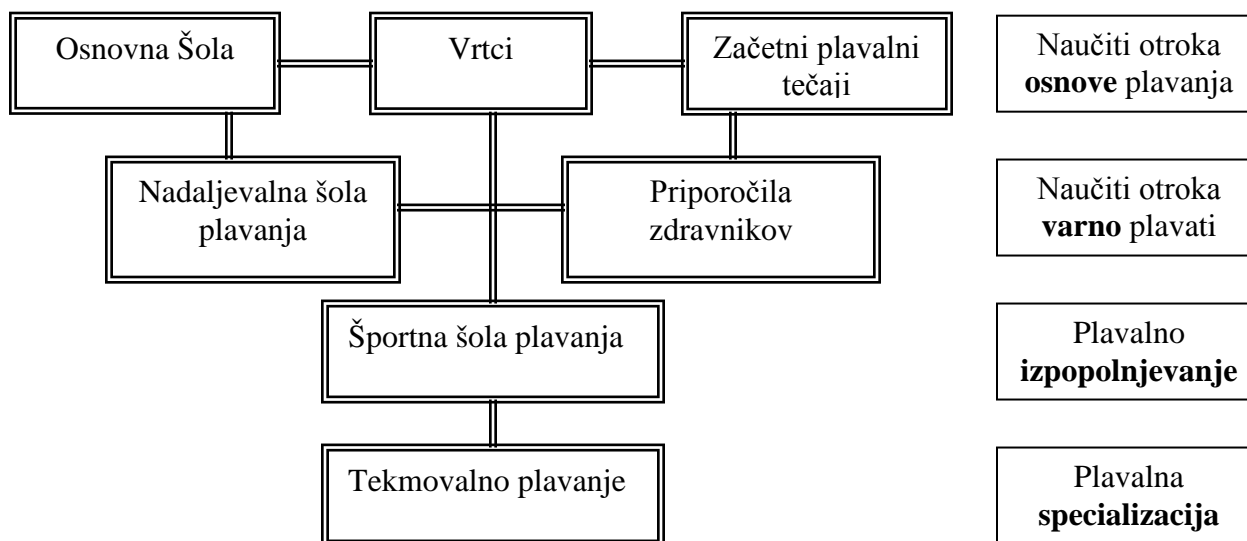 Osnovna Šola
Vrtci
Začetni plavalni
tečaji
Naučiti otroka
osnove plavanja
Nadaljevalna šola
plavanja
Priporočila
zdravnikov
Naučiti otroka
varno plavati
Športna šola plavanja
Plavalno
izpopolnjevanje
Tekmovalno plavanje
Plavalna
specializacija